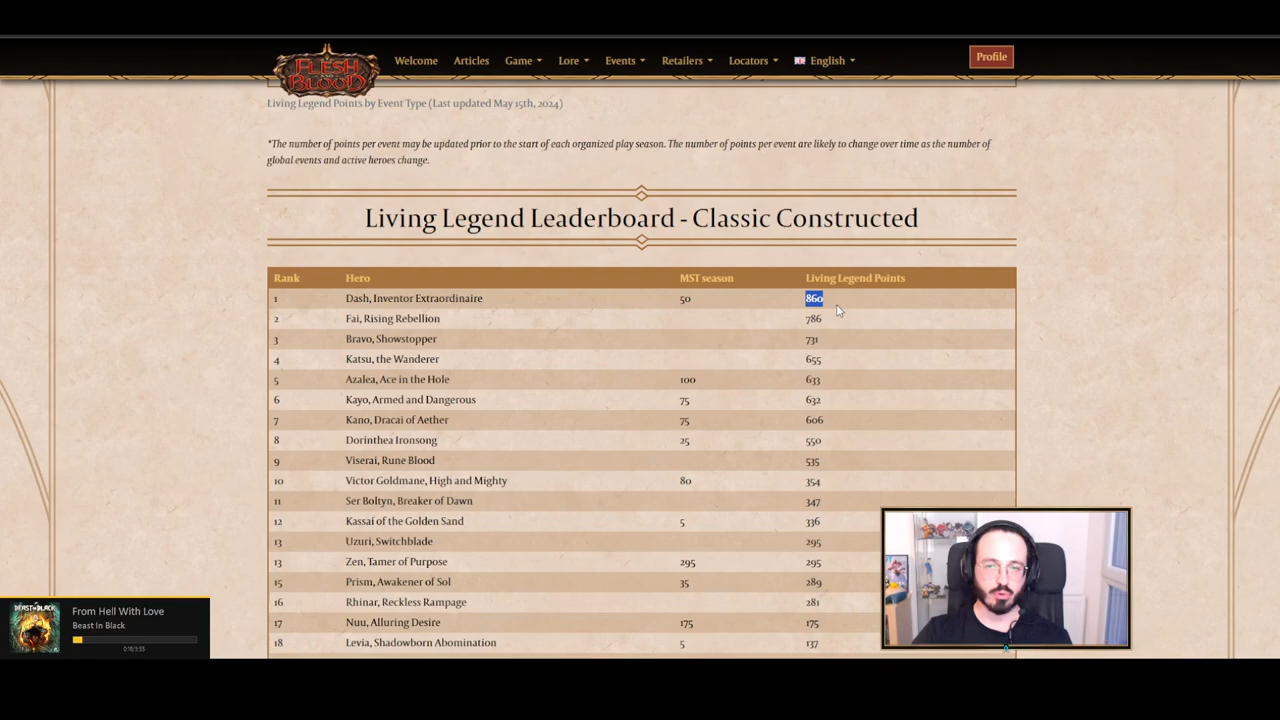 FLESH AND BLOOD
Welcome Articles Game Lore Events Retailers Locators English Profile
Living Legend Points by Event Type (Last updated May 15th, 2024)
*The number of points per event may be updated prior to the start of each organized play season. The number of points per event are likely to change over time as the number of
global events and active heroes change.
Living Legend Leaderboard - Classic Constructed
Rank Hero MST season Living Legend Points
1 Dash, Inventor Extraordinaire 50 860
2 Fai, Rising Rebellion 786
3 Bravo, Showstopper 731
4 Katsu, the Wanderer 655
5 Azalea, Ace in the Hole 100 633
6 Kayo, Armed and Dangerous 75 632
7 Kano, Dracai of Aether 75 606
8 Dorinthea Ironsong 25 550
9 Viserai, Rune Blood 535
10 Victor Goldmane, High and Mighty 80 354
11 Ser Boltyn, Breaker of Dawn 347
12 Kassai of the Golden Sand 5 336
13 Uzuri, Switchblade 295
13 Zen, Tamer of Purpose 295 295
15 Prism, Awakener of Sol 35 289
16 Rhinar, Reckless Rampage 281
17 Nuu, Alluring Desire 175 175
18 Levia, Shadowborn Abomination 5 137
BEAST IN BLACK
From Hell With Love
Beast In Black